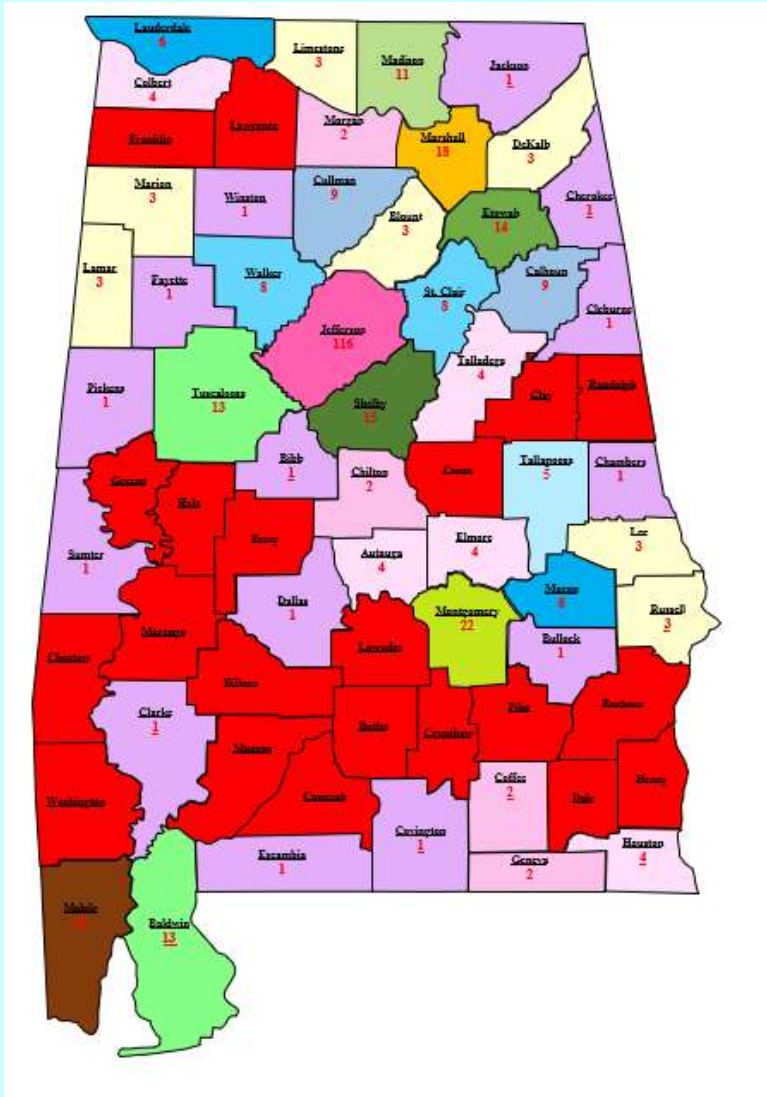 Lauderdale
6
Limestone
3
Madison
11
Jackson
1
Colbert
4
Franklin
Lawrence
Morgan
2
Marshall
18
DeKalb
3
Marion
3
Winston
1
Cullman
9
Blount
3
Etowah
14
Cherokee
1
Lamar
3
Fayette
1
Walker
8
Jefferson
116
St. Clair
8
Calhoun
9
Cleburne
1
Pickens
1
Tuscaloosa
13
Shelby
15
Talladega
4
Clay
Randolph
Greene
Hale
Bibb
1
Chilton
2
Coosa
Tallapoosa
5
Chambers
1
Sumter
1
Perry
Autauga
4
Elmore
4
Lee
3
Dallas
1
Montgomery
22
Macon
6
Russell
3
Marengo
Choctaw
Lowndes
Bullock
1
Wilcox
Clarke
1
Butler
Crenshaw
Pike
Barbour
Washington
Monroe
Conecuh
Covington
1
Coffee
2
Dale
Henry
Escambia
1
Geneva
2
Houston
4
Mobile
Baldwin
13